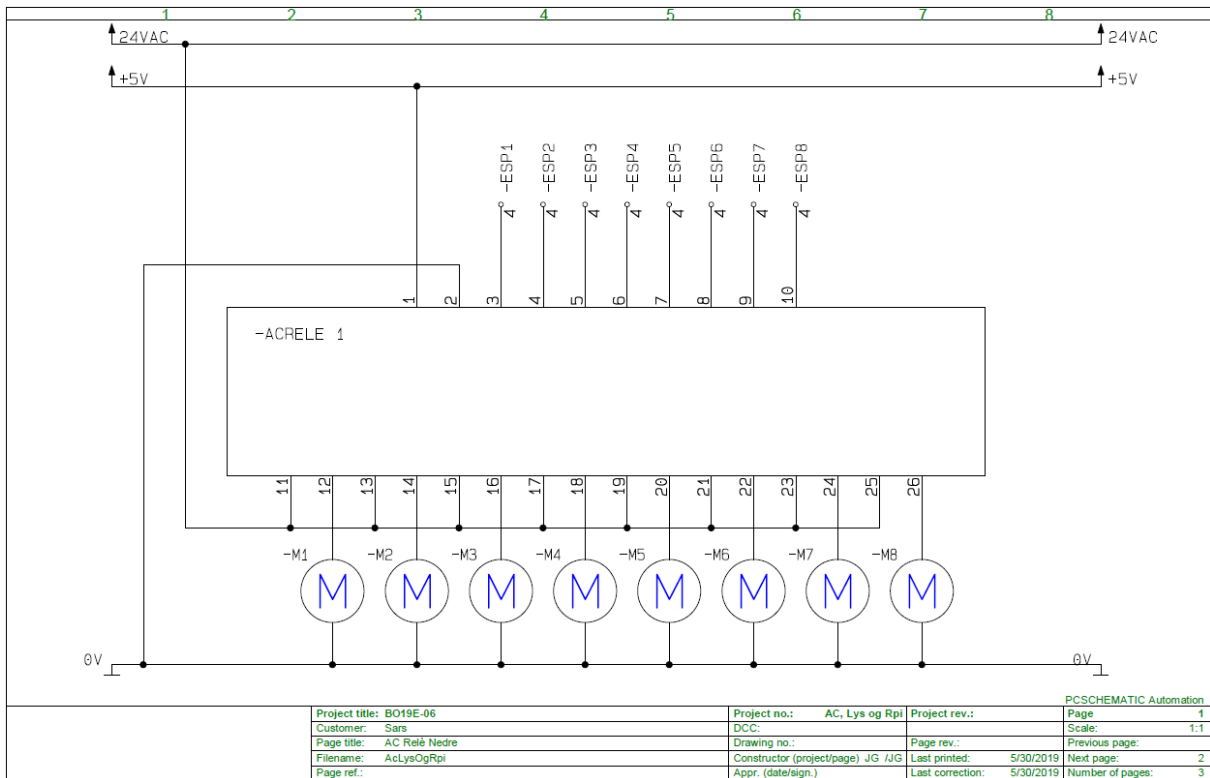 1 2 3 4 5 6 7 8
24VAC 24VAC
+5V +5V
-ESP1 -ESP2 -ESP3 -ESP4 -ESP5 -ESP6 -ESP7 -ESP8
4 4 4 4 4 4 4 4
1 2 3 4 5 6 7 8 9 10
-ACRELE 1
11 12 13 14 15 16 17 18 19 20 21 22 23 24 25 26
-M1 -M2 -M3 -M4 -M5 -M6 -M7 -M8
M M M M M M M M
0V 0V
PCSCHEMATIC Automation
Project title: BO19E-06 Project no.: AC, Lys og Rpi Project rev.: Page 1
Customer: Sars DCC: Scale: 1:1
Page title: AC Relè Nedre Drawing no.: Page rev.: Previous page:
Filename: AcLysOgRpi Constructor (project/page) JG /JG Last printed: 5/30/2019 Next page: 2
Page ref.: Appr. (date/sign.) Last correction: 5/30/2019 Number of pages: 3